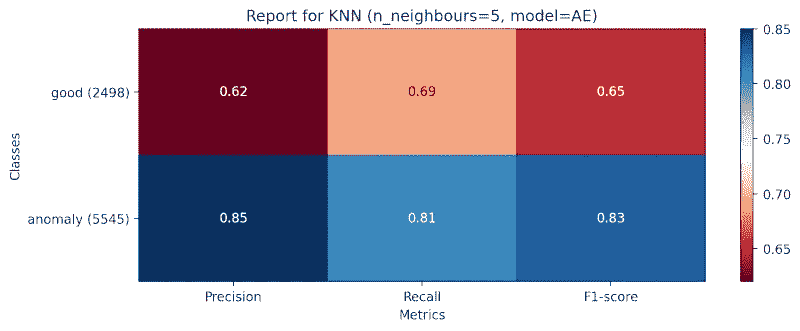 Report for KNN (n_neighbours=5, model=AE)
Classes
good (2498) 0.62 0.69 0.65
anomaly (5545) 0.85 0.81 0.83
Precision Recall F1-score
Metrics
0.85
0.80
0.75
0.70
0.65